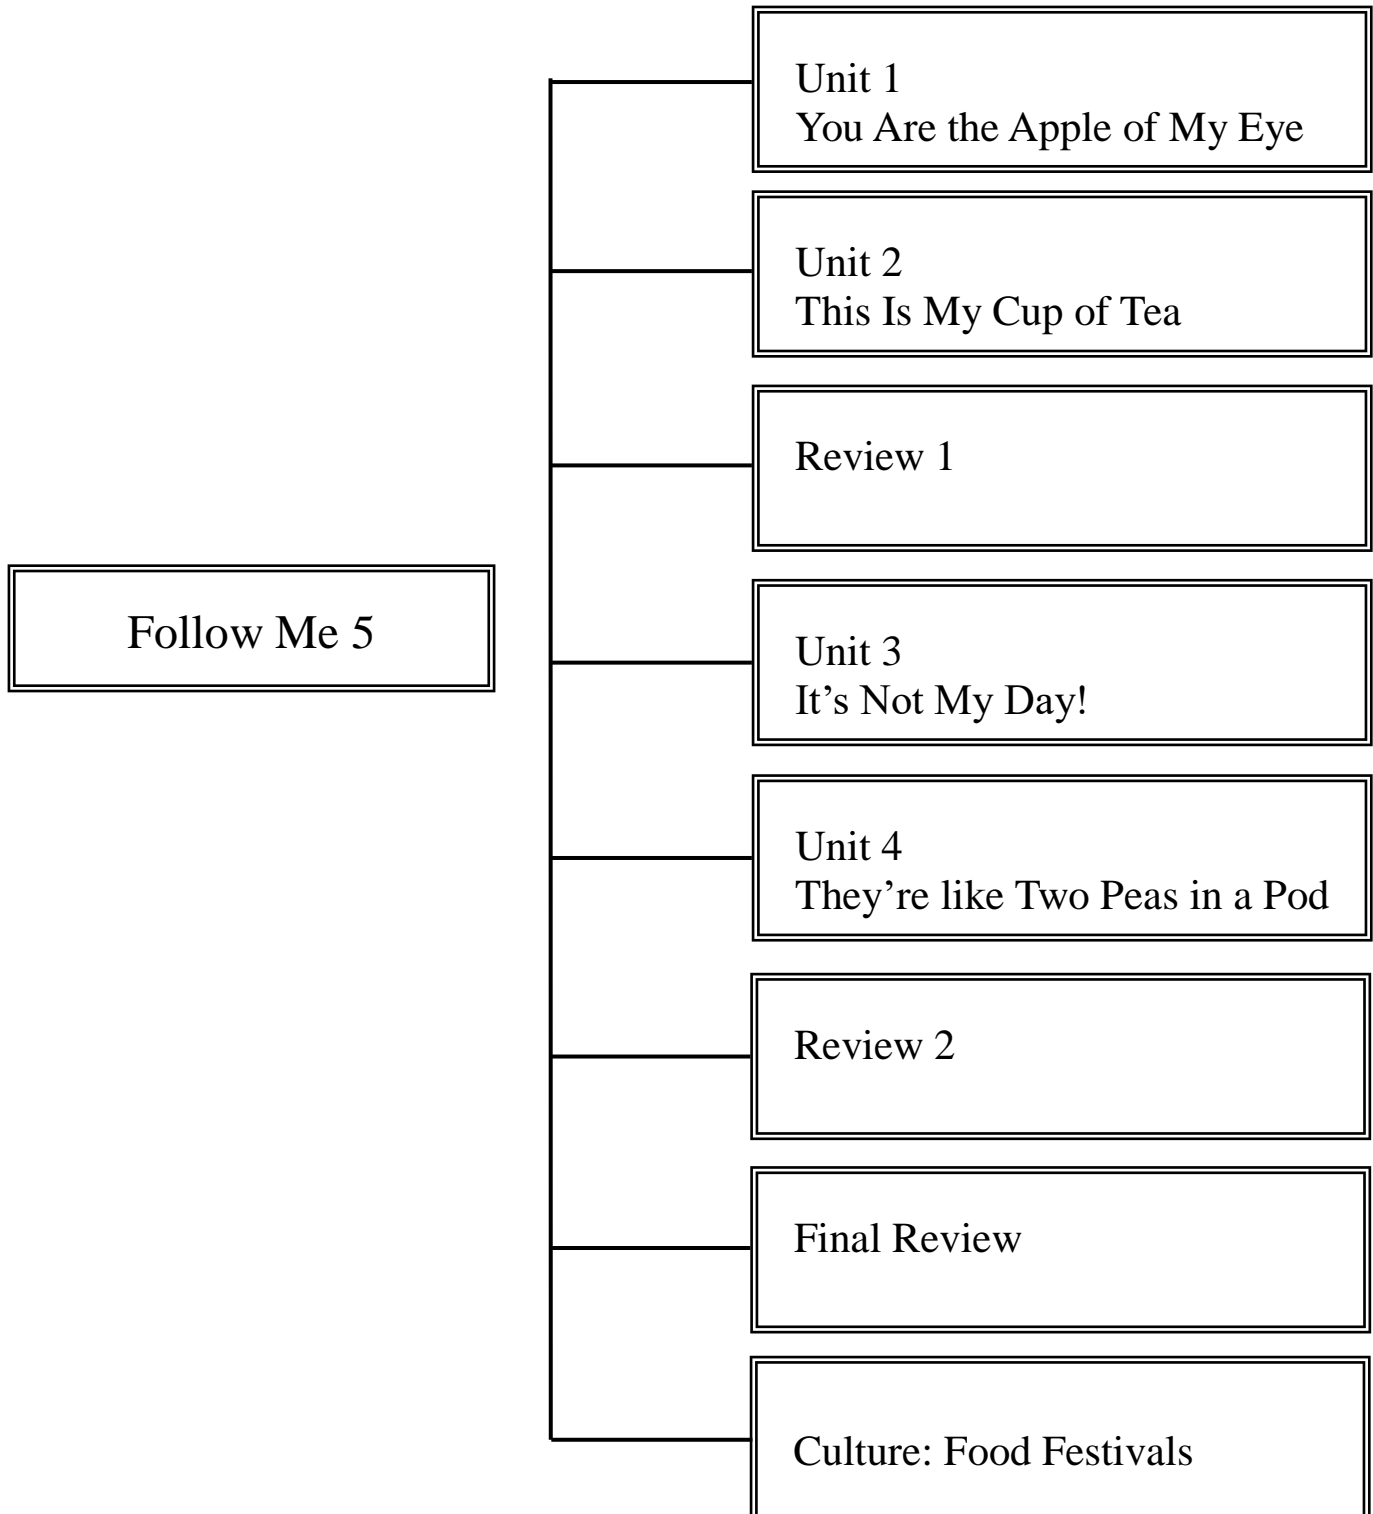 Follow Me 5
Unit 1
You Are the Apple of My Eye
Unit 2
This Is My Cup of Tea
Review 1
Unit 3
It’s Not My Day!
Unit 4
They’re like Two Peas in a Pod
Review 2
Final Review
Culture: Food Festivals